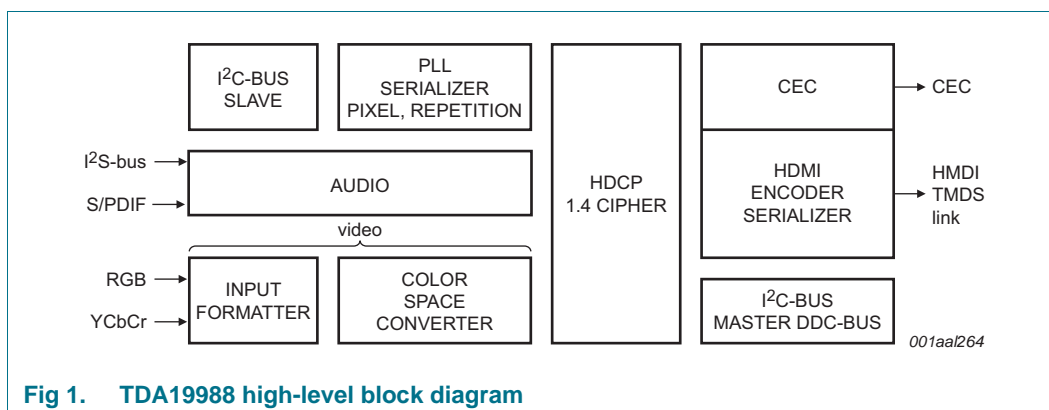 I²C-BUS
SLAVE
PLL
SERIALIZER
PIXEL, REPETITION
I²S-bus
S/PDIF
AUDIO
video
RGB
YCbCr
INPUT
FORMATTER
COLOR
SPACE
CONVERTER
HDCP
1.4 CIPHER
CEC
CEC
HDMI
ENCODER
SERIALIZER
HMDI
TMDS
link
I²C-BUS
MASTER DDC-BUS
001aal264
Fig 1. TDA19988 high-level block diagram